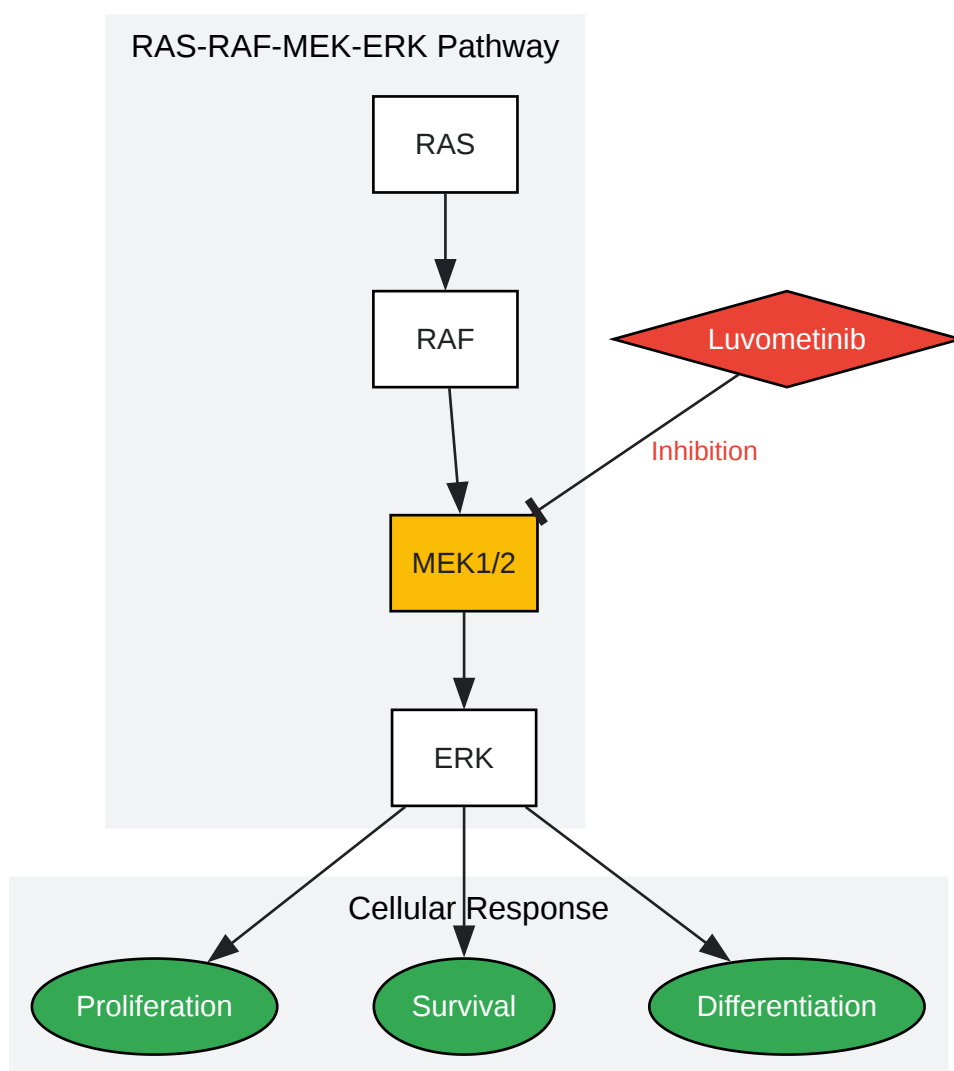 RAS-RAF-MEK-ERK Pathway
RAS
RAF
Luvometinib
Inhibition
MEK1/2
ERK
Cellular Response
Proliferation
Survival
Differentiation